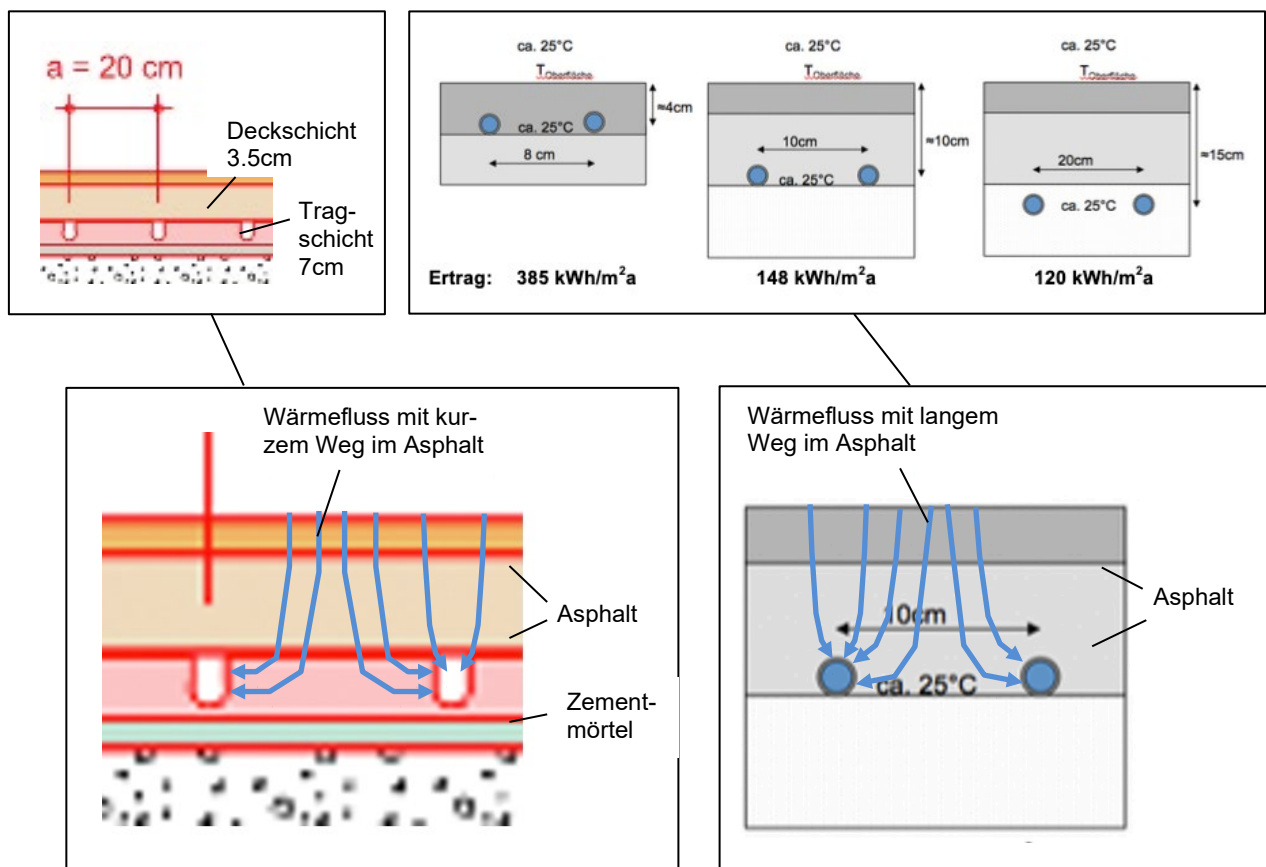 a = 20 cm
Deckschicht
3.5cm
Trag-
schicht
7cm
ca. 25°C
T Oberfläche
≈4cm
ca. 25°C
8 cm
ca. 25°C
T Oberfläche
≈10cm
10cm
ca. 25°C
ca. 25°C
T Oberfläche
≈15cm
20cm
ca. 25°C
Ertrag: 385 kWh/m²a 148 kWh/m²a 120 kWh/m²a
Wärmefluss mit kur-
zem Weg im Asphalt
Asphalt
Zement-
mörtel
Wärmefluss mit langem
Weg im Asphalt
10cm
ca. 25°C
Asphalt